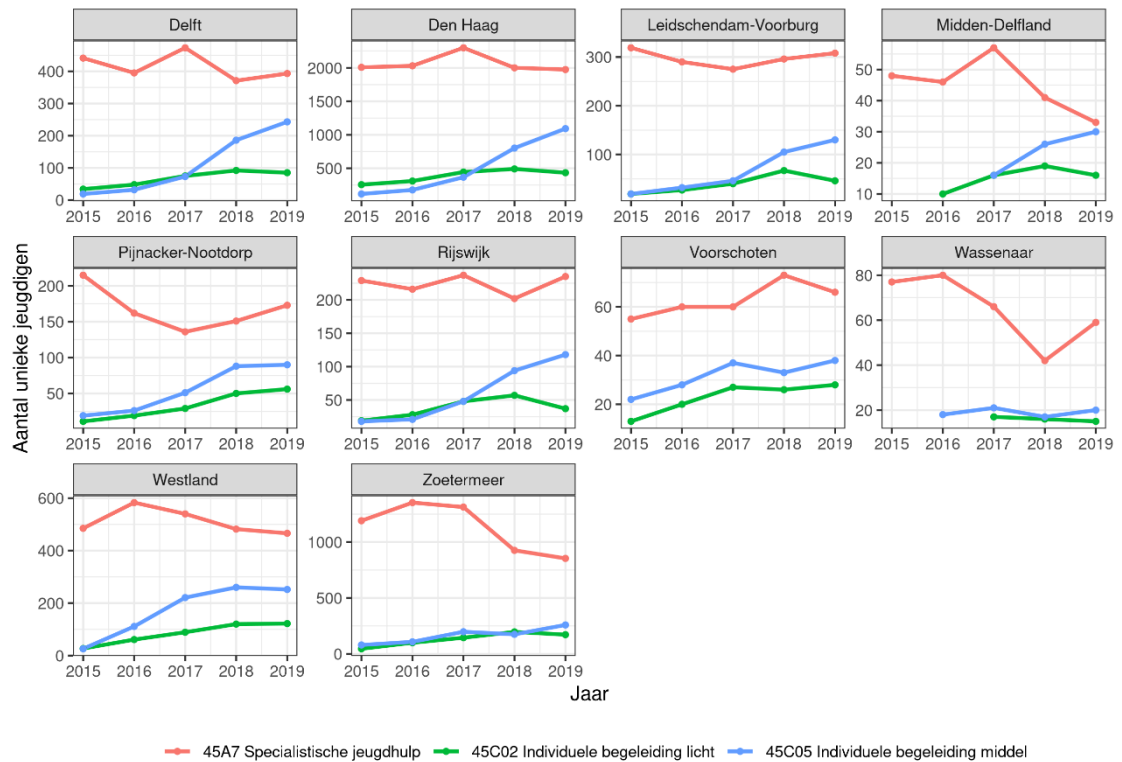 Delft Den Haag Leidschendam-Voorburg Midden-Delfland
400
300
200
100
0
2015 2016 2017 2018 2019
2000
1500
1000
500
2015 2016 2017 2018 2019
300
200
100
2015 2016 2017 2018 2019
50
40
30
20
10
2015 2016 2017 2018 2019
Aantal unieke jeugdigen
Pijnacker-Nootdorp Rijswijk Voorschoten Wassenaar
200
150
100
50
2015 2016 2017 2018 2019
200
150
100
50
2015 2016 2017 2018 2019
60
40
20
2015 2016 2017 2018 2019
80
60
40
20
2015 2016 2017 2018 2019
Westland Zoetermeer
600
400
200
0
2015 2016 2017 2018 2019
1000
500
0
2015 2016 2017 2018 2019
Jaar
45A7 Specialistische jeugdhulp 45C02 Individuele begeleiding licht 45C05 Individuele begeleiding middel